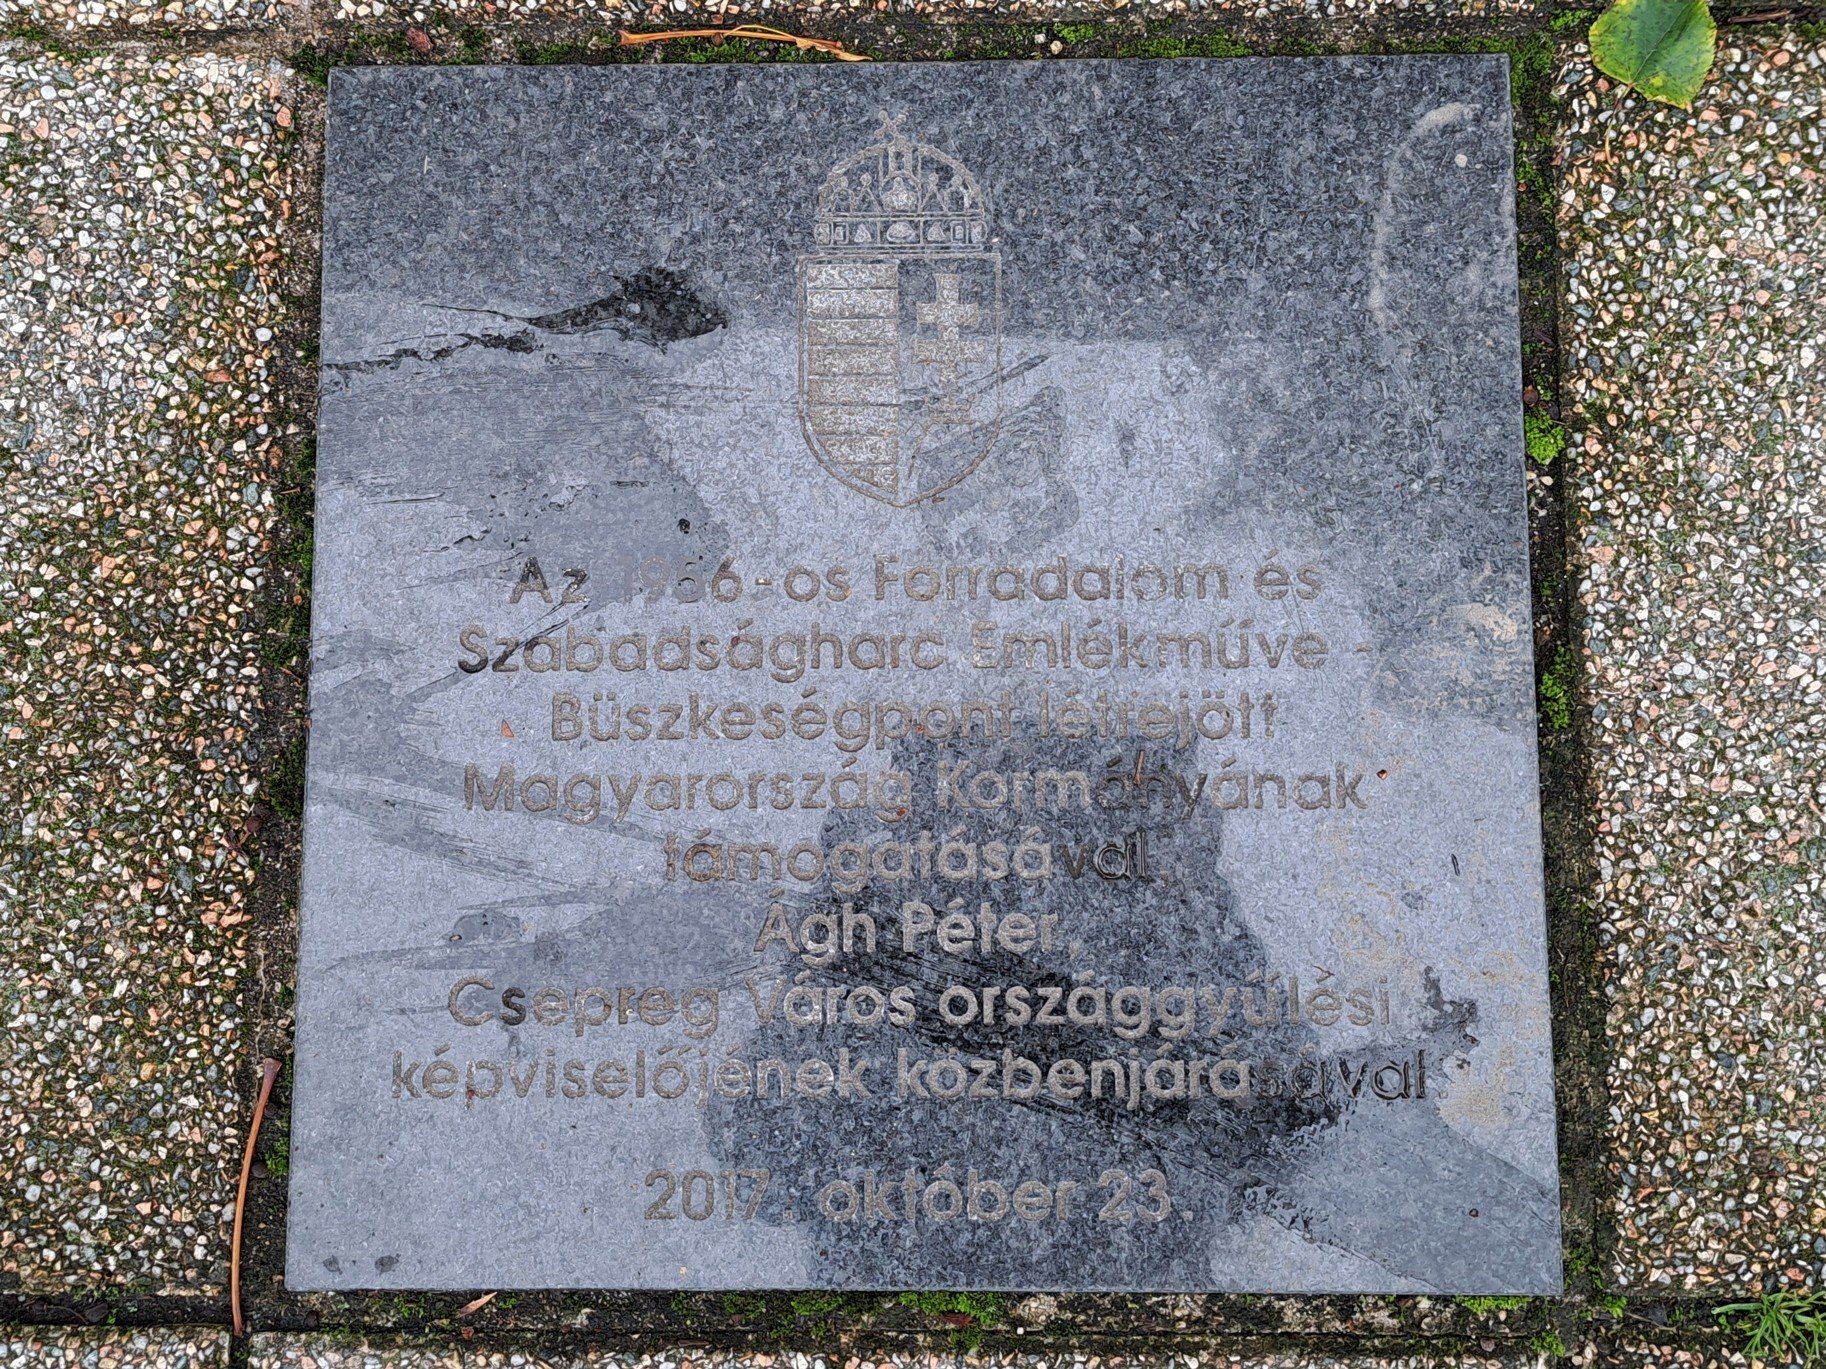 Az 1956-os Forradalom és
Szabadságharc Emlékműve -
Büszkeségpont létrejött
Magyarország Kormányának
támogatásával,
Ágh Péter,
Csepreg Város országgyűlési
képviselőjének közbenjárásával.
2017. október 23.